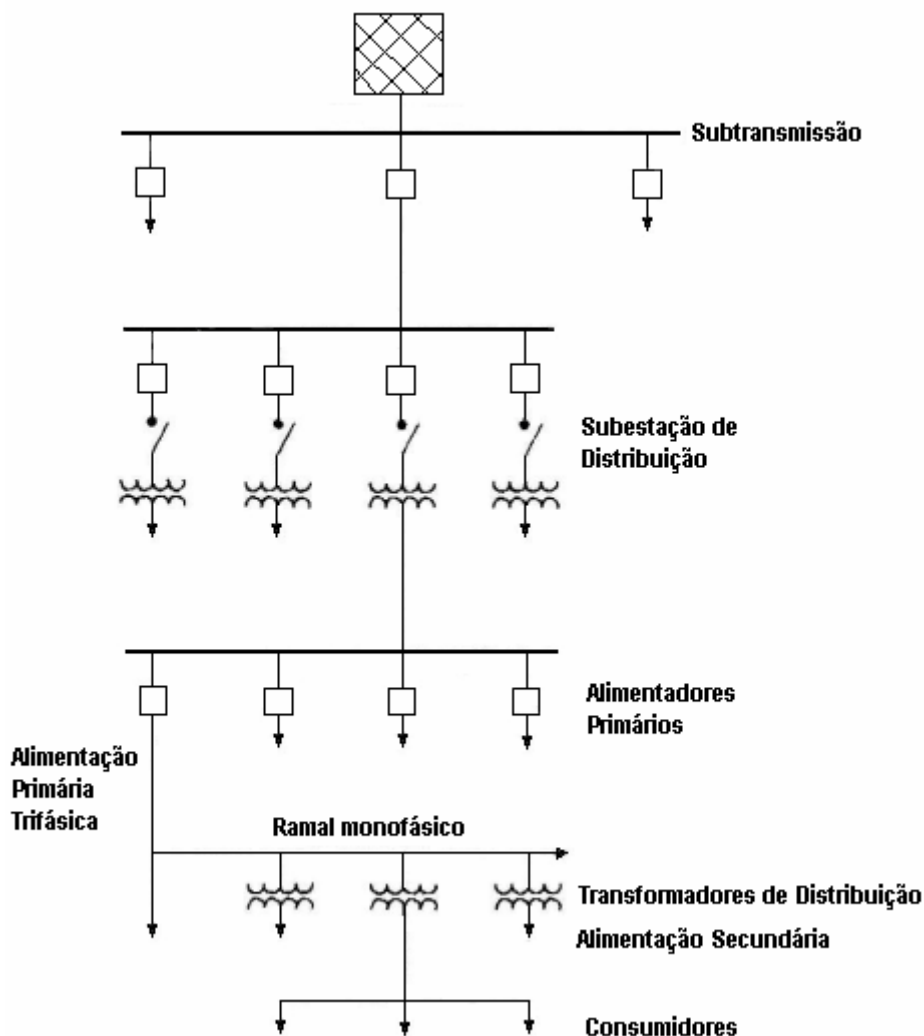 Subtransmissão
Subestação de
Distribuição
Alimentadores
Primários
Alimentação
Primária
Trifásica
Ramal monofásico
Transformadores de Distribuição
Alimentação Secundária
Consumidores